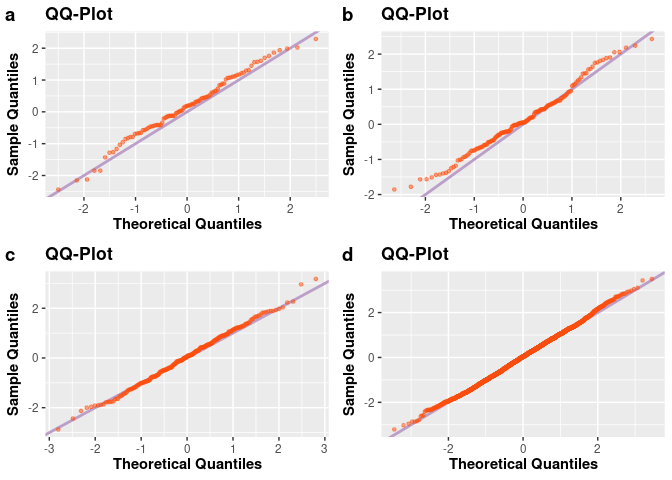 a QQ-Plot
2
1
0
-1
-2
Sample Quantiles
-2 -1 0 1 2
Theoretical Quantiles
b QQ-Plot
2
1
0
-1
-2
Sample Quantiles
-2 -1 0 1 2
Theoretical Quantiles
c QQ-Plot
2
0
-2
Sample Quantiles
-3 -2 -1 0 1 2 3
Theoretical Quantiles
d QQ-Plot
2
0
-2
Sample Quantiles
-2 0 2
Theoretical Quantiles